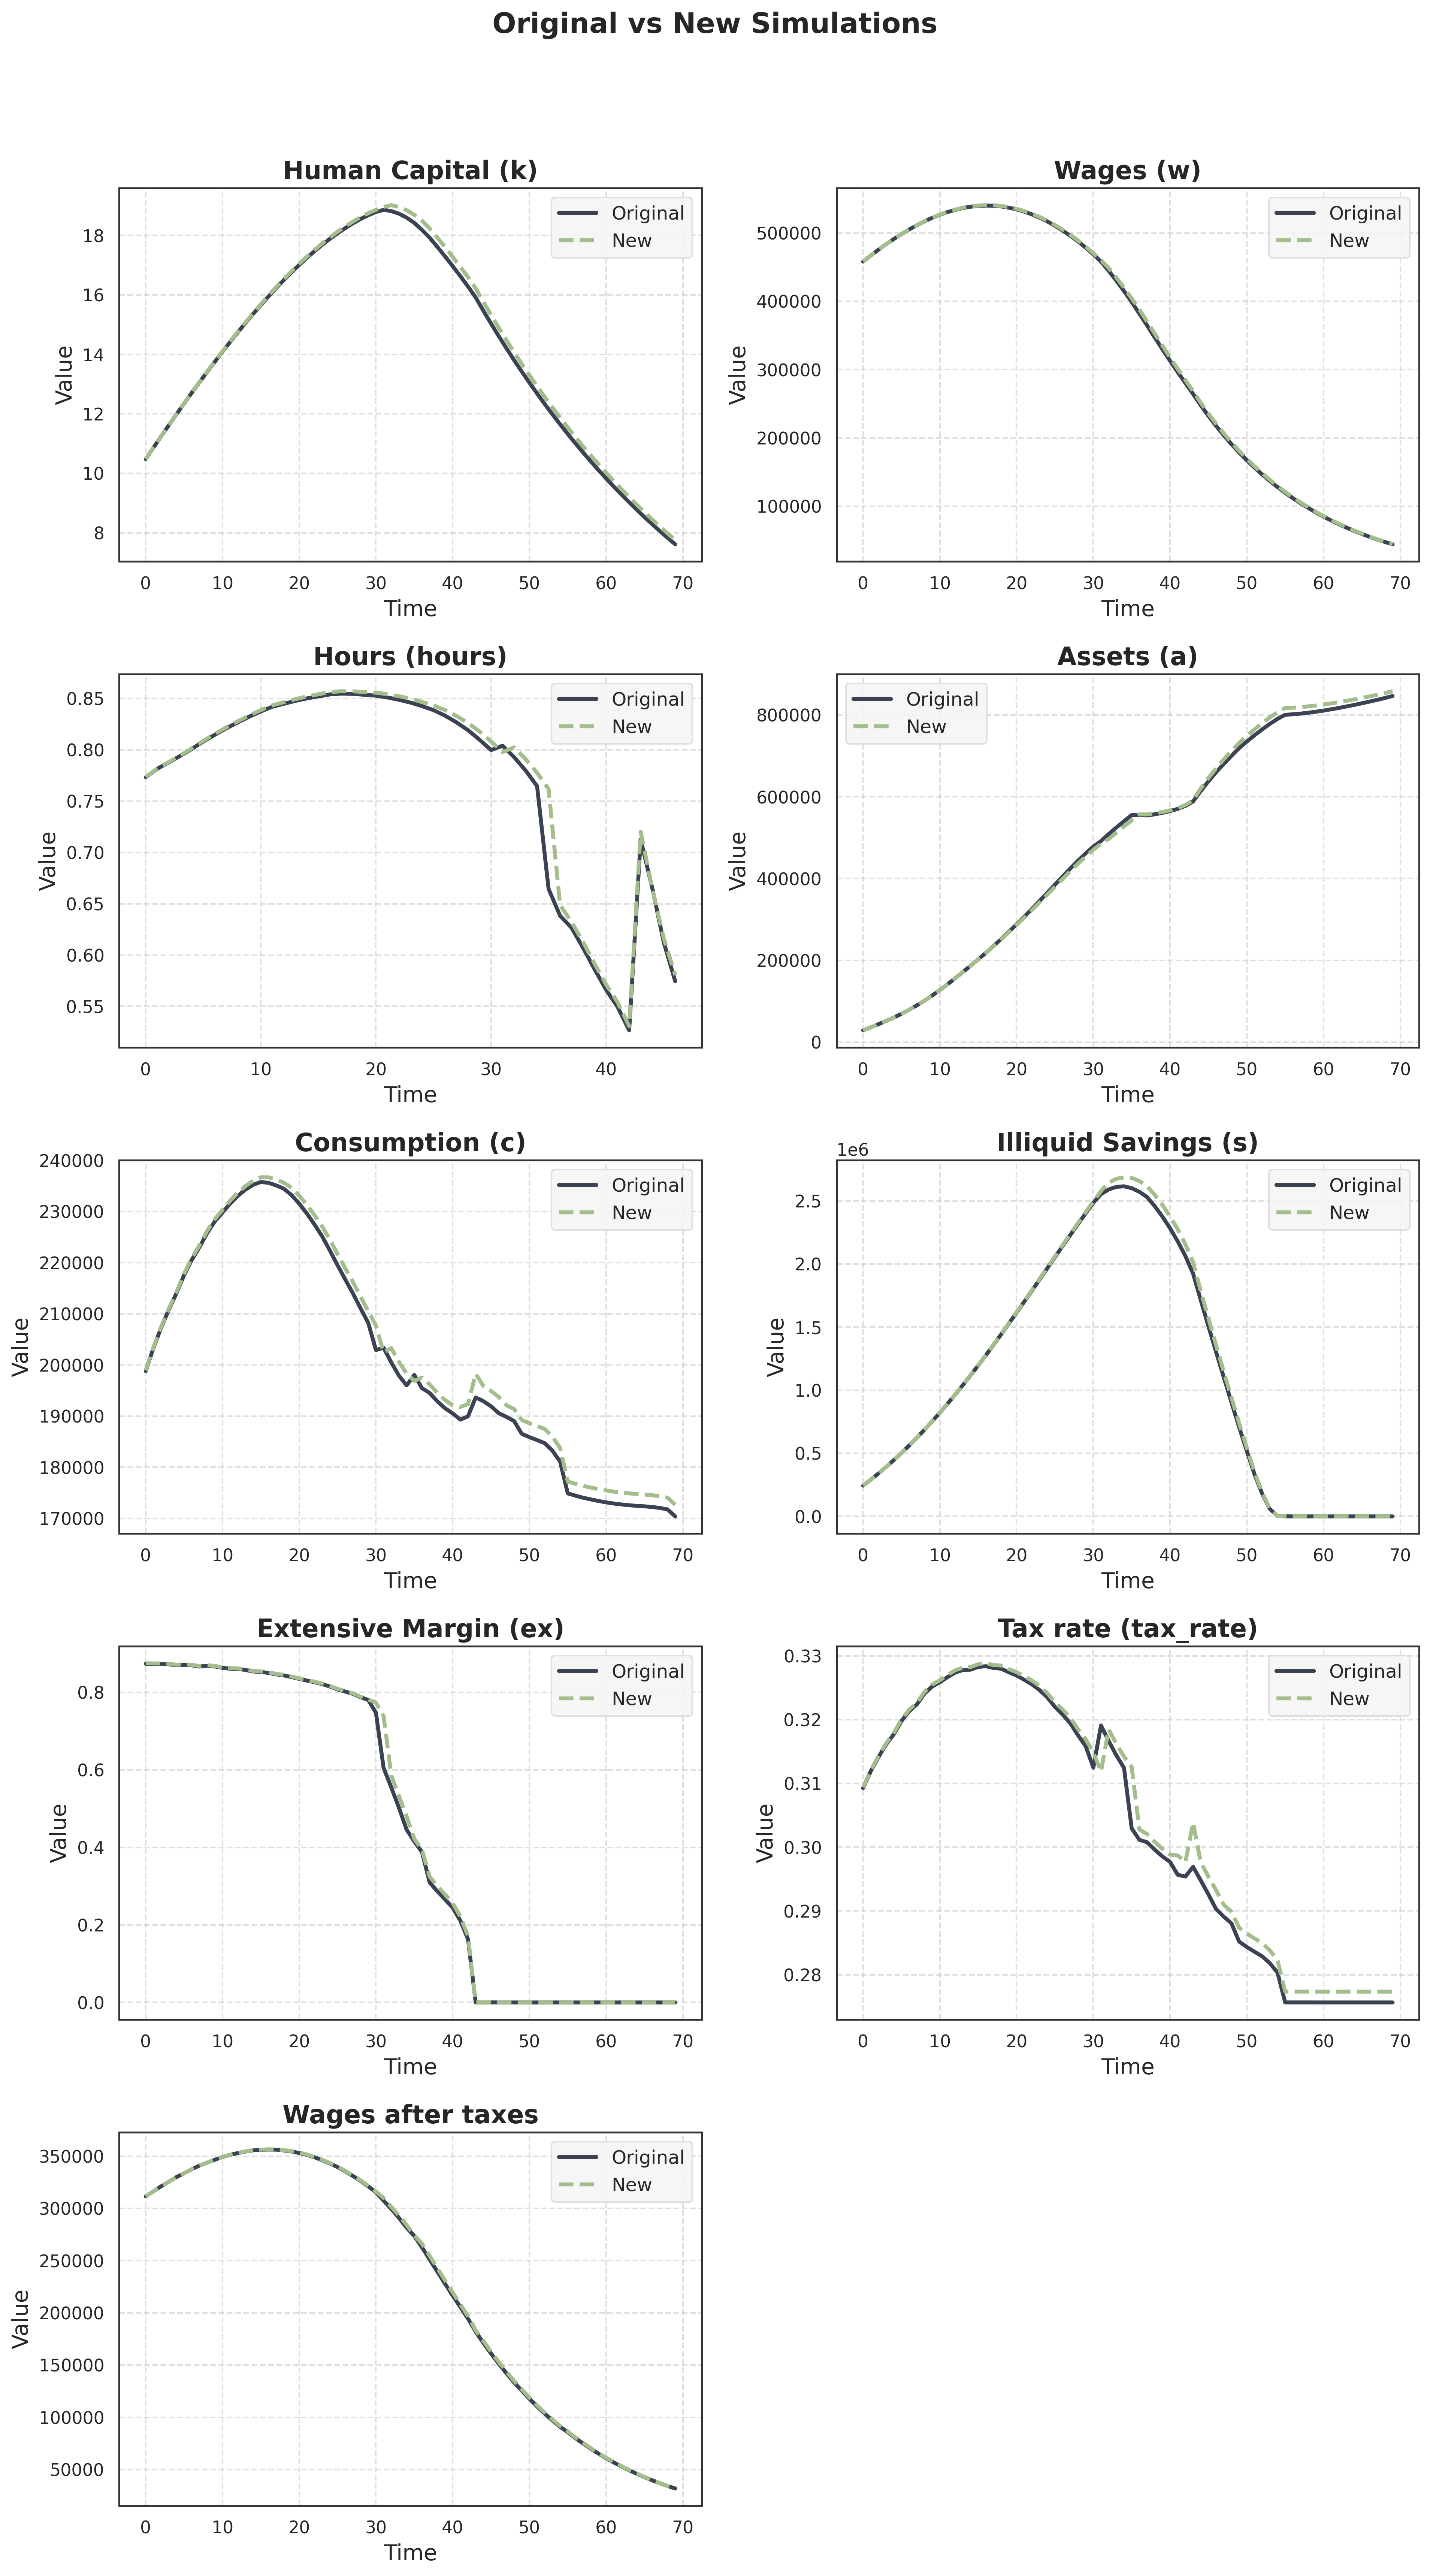 Original vs New Simulations
Human Capital (k)
Value
18
16
14
12
10
8
Original
New
0 10 20 30 40 50 60 70
Time
Wages (w)
Value
500000
400000
300000
200000
100000
Original
New
0 10 20 30 40 50 60 70
Time
Hours (hours)
Value
0.85
0.80
0.75
0.70
0.65
0.60
0.55
Original
New
0 10 20 30 40
Time
Assets (a)
Value
800000
600000
400000
200000
0
Original
New
0 10 20 30 40 50 60 70
Time
Consumption (c)
Value
240000
230000
220000
210000
200000
190000
180000
170000
Original
New
0 10 20 30 40 50 60 70
Time
Illiquid Savings (s)
1e6
Value
2.5
2.0
1.5
1.0
0.5
0.0
Original
New
0 10 20 30 40 50 60 70
Time
Extensive Margin (ex)
Value
0.8
0.6
0.4
0.2
0.0
Original
New
0 10 20 30 40 50 60 70
Time
Tax rate (tax_rate)
Value
0.33
0.32
0.31
0.30
0.29
0.28
Original
New
0 10 20 30 40 50 60 70
Time
Wages after taxes
Value
350000
300000
250000
200000
150000
100000
50000
Original
New
0 10 20 30 40 50 60 70
Time